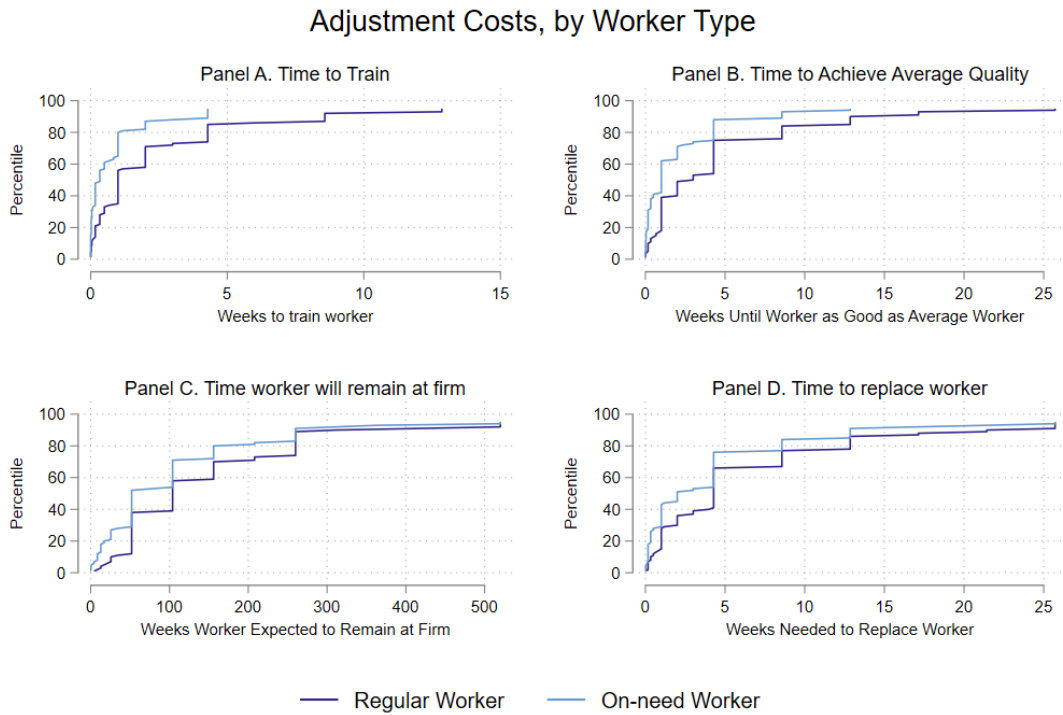 Adjustment Costs, by Worker Type
Panel A. Time to Train
Percentile
100
80
60
40
20
0
0 5 10 15
Weeks to train worker
Panel B. Time to Achieve Average Quality
Percentile
100
80
60
40
20
0
0 5 10 15 20 25
Weeks Until Worker as Good as Average Worker
Panel C. Time worker will remain at firm
Percentile
100
80
60
40
20
0
0 100 200 300 400 500
Weeks Worker Expected to Remain at Firm
Panel D. Time to replace worker
Percentile
100
80
60
40
20
0
0 5 10 15 20 25
Weeks Needed to Replace Worker
Regular Worker On-need Worker